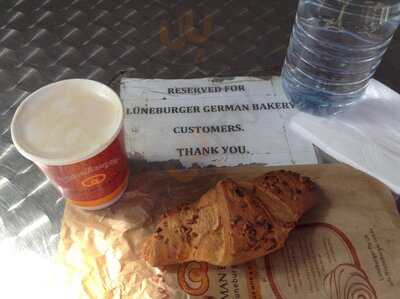 RESERVED FOR
LÜNEBURGER GERMAN BAKERY
CUSTOMERS.
THANK YOU.